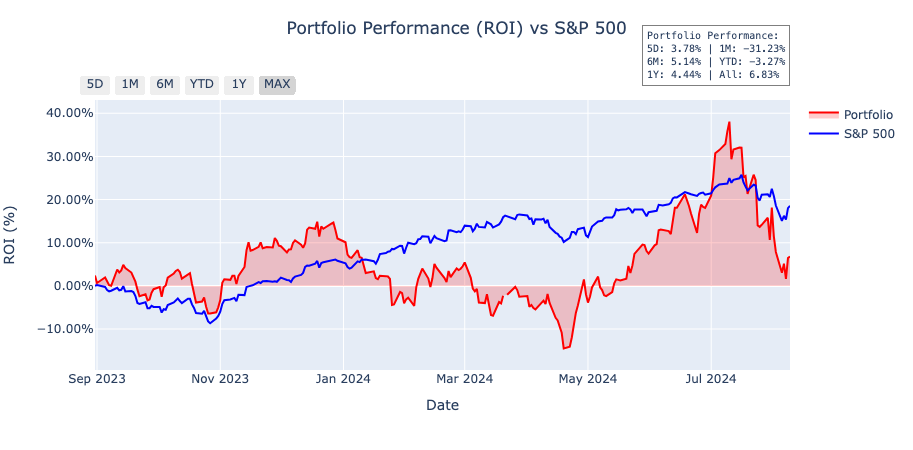 Portfolio Performance (ROI) vs S&P 500
Portfolio Performance:
5D: 3.78% | 1M: −31.23%
6M: 5.14% | YTD: −3.27%
1Y: 4.44% | All: 6.83%
5D 1M 6M YTD 1Y MAX
Portfolio
S&P 500
ROI (%)
40.00%
30.00%
20.00%
10.00%
0.00%
−10.00%
Sep 2023 Nov 2023 Jan 2024 Mar 2024 May 2024 Jul 2024
Date